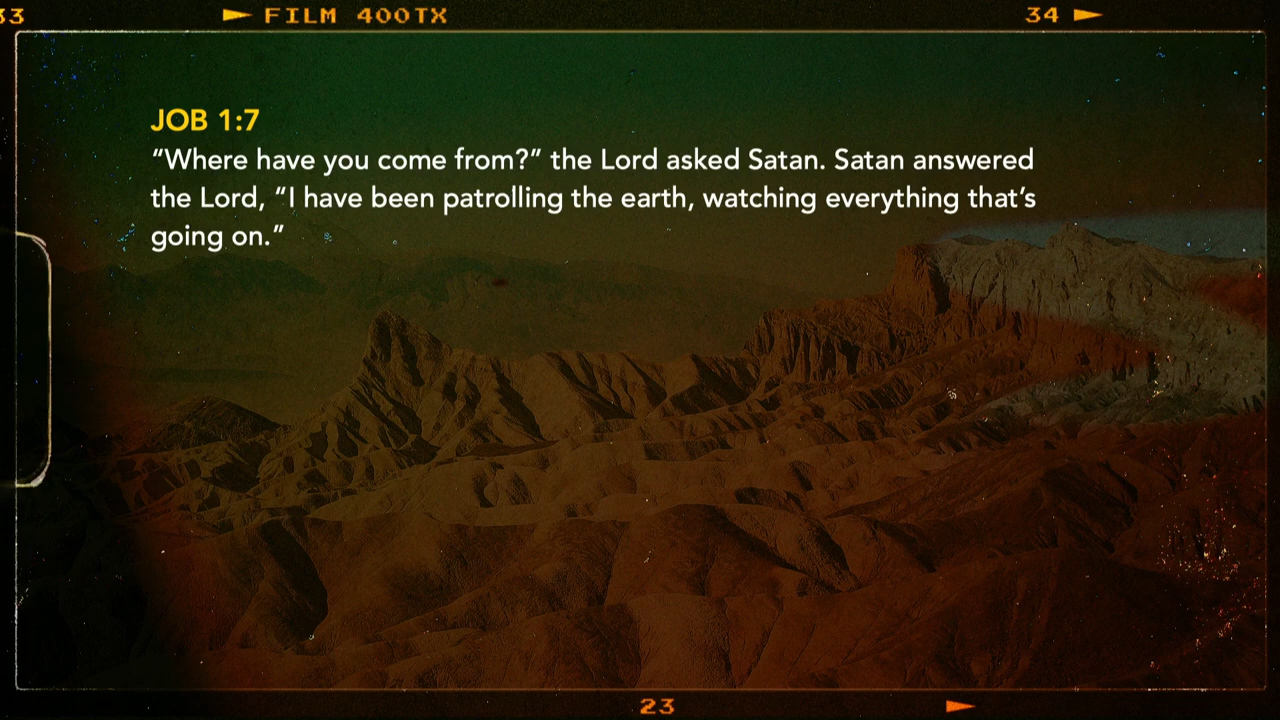 33 ► FILM 400TX 34 ►
JOB 1:7
“Where have you come from?” the Lord asked Satan. Satan answered
the Lord, “I have been patrolling the earth, watching everything that’s
going on.”
23 ►